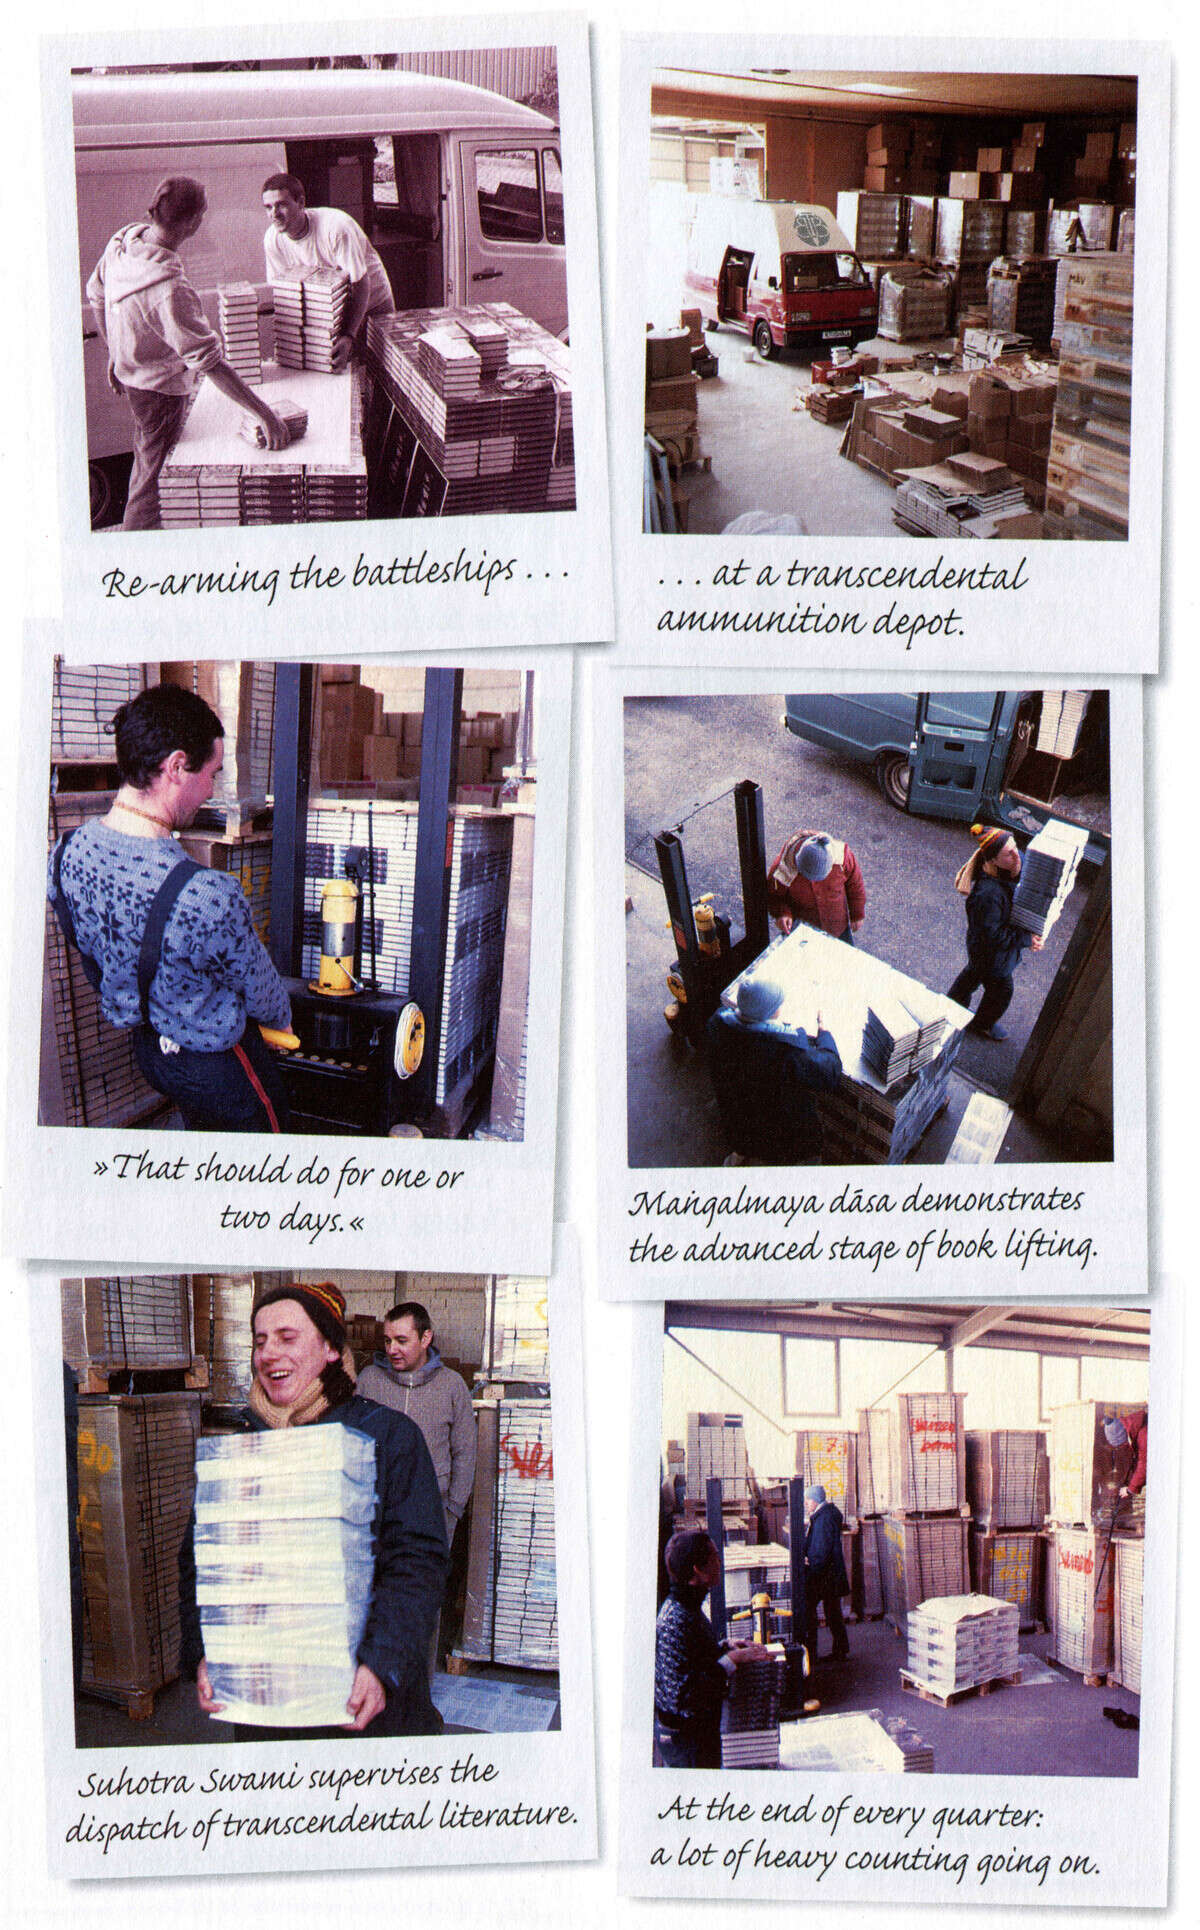 Re-arming the battleships . . .
. . . at a transcendental
ammunition depot.
»That should do for one or
two days.«
Maṅgalmaya dāsa demonstrates
the advanced stage of book lifting.
Suhotra Swami supervises the
dispatch of transcendental literature.
At the end of every quarter:
a lot of heavy counting going on.